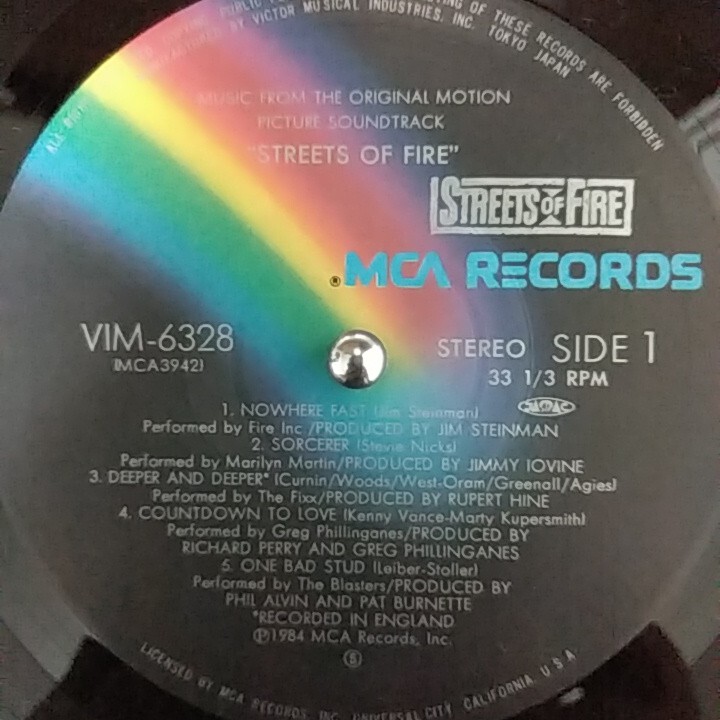 OF THESE RECORDS ARE FORBIDDEN
BY VICTOR MUSICAL INDUSTRIES, INC. TOKYO JAPAN
MUSIC FROM THE ORIGINAL MOTION
PICTURE SOUNDTRACK
"STREETS OF FIRE"
STREETS OF FIRE
MCA RECORDS
VIM-6328
(MCA3942)
STEREO SIDE 1
33 1/3 RPM
JASRAC
1. NOWHERE FAST (Jim Steinman)
Performed by Fire Inc./PRODUCED BY JIM STEINMAN
2. SORCERER (Stevie Nicks)
Performed by Marilyn Martin/PRODUCED BY JIMMY IOVINE
3. DEEPER AND DEEPER* (Curnin/Woods/West-Oram/Greenall/Agies)
Performed by The Fixx/PRODUCED BY RUPERT HINE
4. COUNTDOWN TO LOVE (Kenny Vance-Marty Kupersmith)
Performed by Greg Phillinganes/PRODUCED BY
RICHARD PERRY AND GREG PHILLINGANES
5. ONE BAD STUD (Leiber-Stoller)
Performed by The Blasters/PRODUCED BY
PHIL ALVIN AND PAT BURNETTE
*RECORDED IN ENGLAND
℗1984 MCA Records, Inc.
S
LICENSED BY MCA RECORDS, INC. UNIVERSAL CITY, CALIFORNIA, U.S.A.